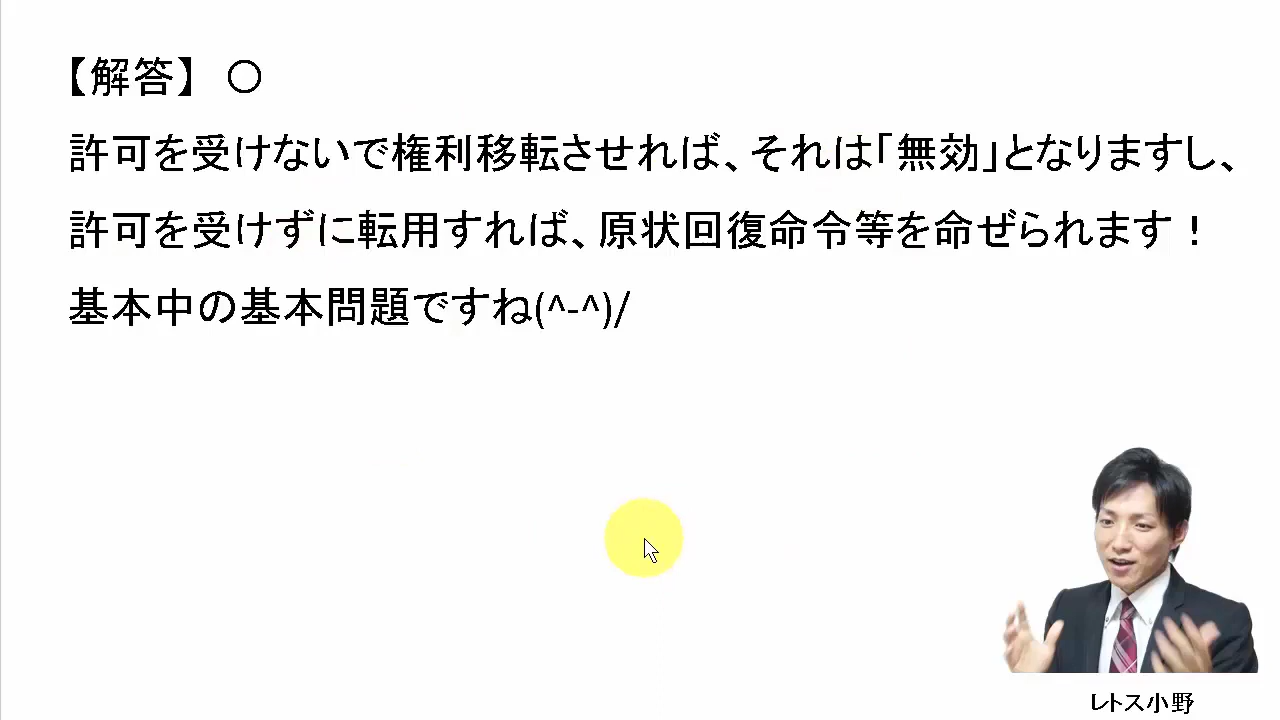 【解答】 ○
許可を受けないで権利移転させれば、それは「無効」となりますし、
許可を受けずに転用すれば、原状回復命令等を命ぜられます！
基本中の基本問題ですね(^-^)/
レトス小野